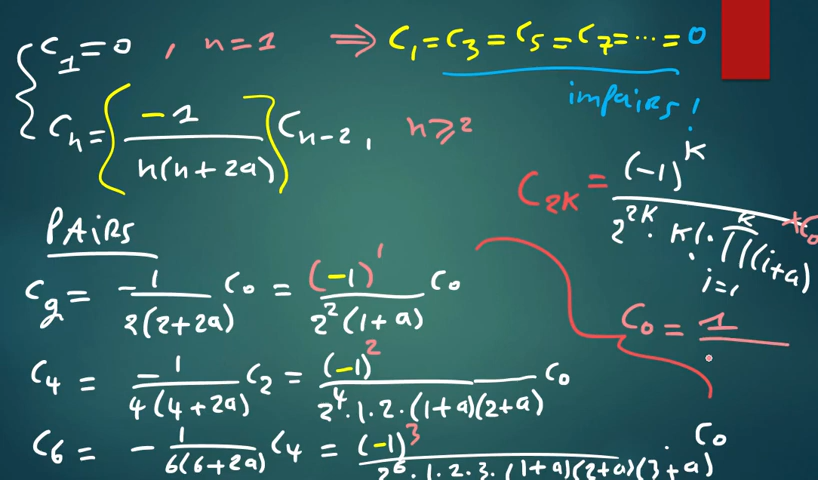 C₁ = 0 , n = 1 ⇒ C₁ = C₃ = C₅ = C₇ = ... = 0
impairs !
Cₙ = (-1 / n(n+2a)) Cₙ₋₂ , n ⩾ 2
C₂ₖ = (-1)^k / (2^2k . k! . ∏_{i=1}^{k} (i+a)) * C₀
PAiRS
C₂ = -1 / 2(2+2a) C₀ = (-1)^1 / 2^2 (1+a) C₀
C₀ = 1
C₄ = -1 / 4(4+2a) C₂ = (-1)^2 / 2^4 . 1 . 2 . (1+a)(2+a) C₀
C₆ = -1 / 6(6+2a) C₄ = (-1)^3 / 2^6 . 1 . 2 . 3 . (1+a)(2+a)(3+a) C₀